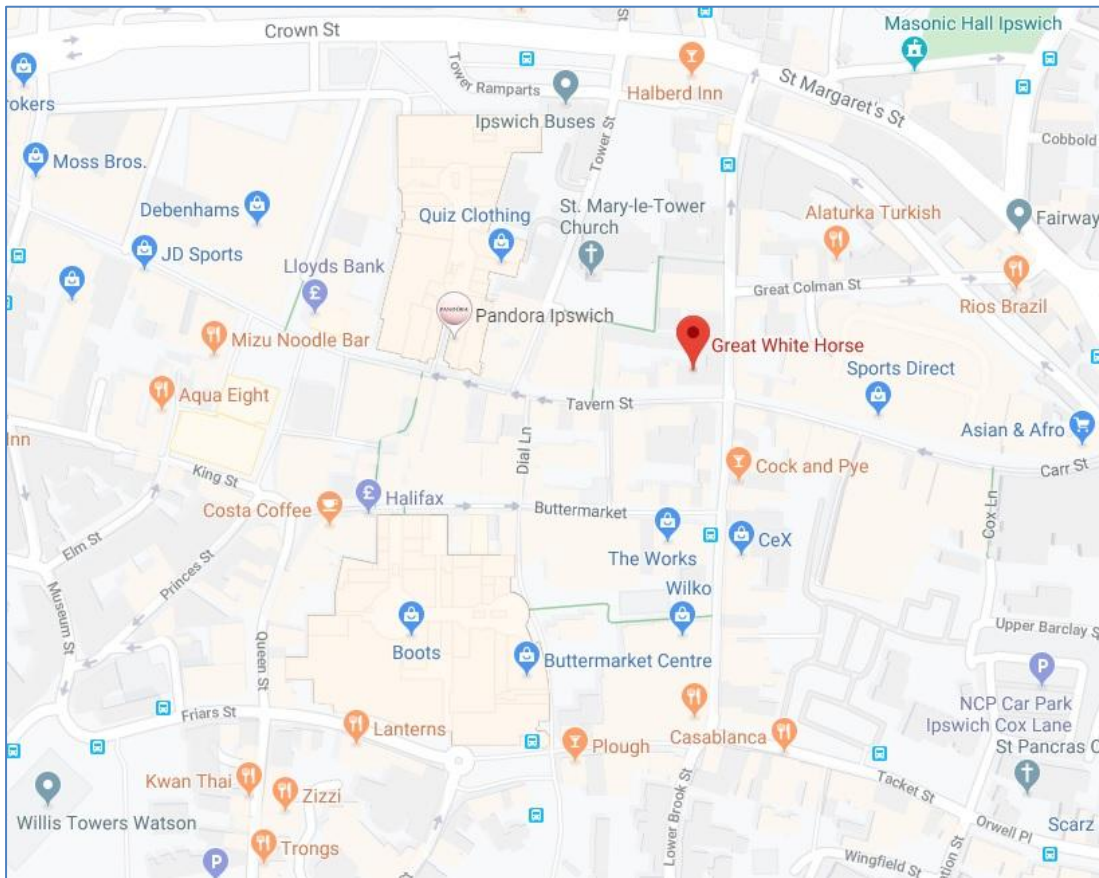 Crown St
Masonic Hall Ipswich
Tower Ramparts
Halberd Inn
St Margaret's St
rokers
Ipswich Buses
Tower St
St
Cobbold
Moss Bros.
Debenhams
Quiz Clothing
St. Mary-le-Tower
Church
Alaturka Turkish
Fairway
JD Sports
Lloyds Bank
Great Colman St
Rios Brazil
PANDORA
Pandora Ipswich
Mizu Noodle Bar
Great White Horse
Sports Direct
Aqua Eight
Tavern St
Asian & Afro
Inn
Dial Ln
Cock and Pye
Carr St
King St
Halifax
Costa Coffee
Buttermarket
Cox Ln
CeX
The Works
Elm St
Princes St
Wilko
Museum St
Upper Barclay S
Queen St
Boots
Buttermarket Centre
NCP Car Park
Ipswich Cox Lane
Friars St
Lanterns
Plough
Casablanca
St Pancras C
Kwan Thai
Zizzi
Tacket St
Willis Towers Watson
Lower Brook St
Orwell Pl
Scarz
Trongs
Wingfield St
ation St